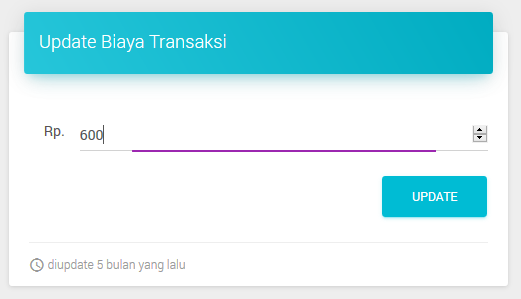 Update Biaya Transaksi
Rp. 600
UPDATE
diupdate 5 bulan yang lalu